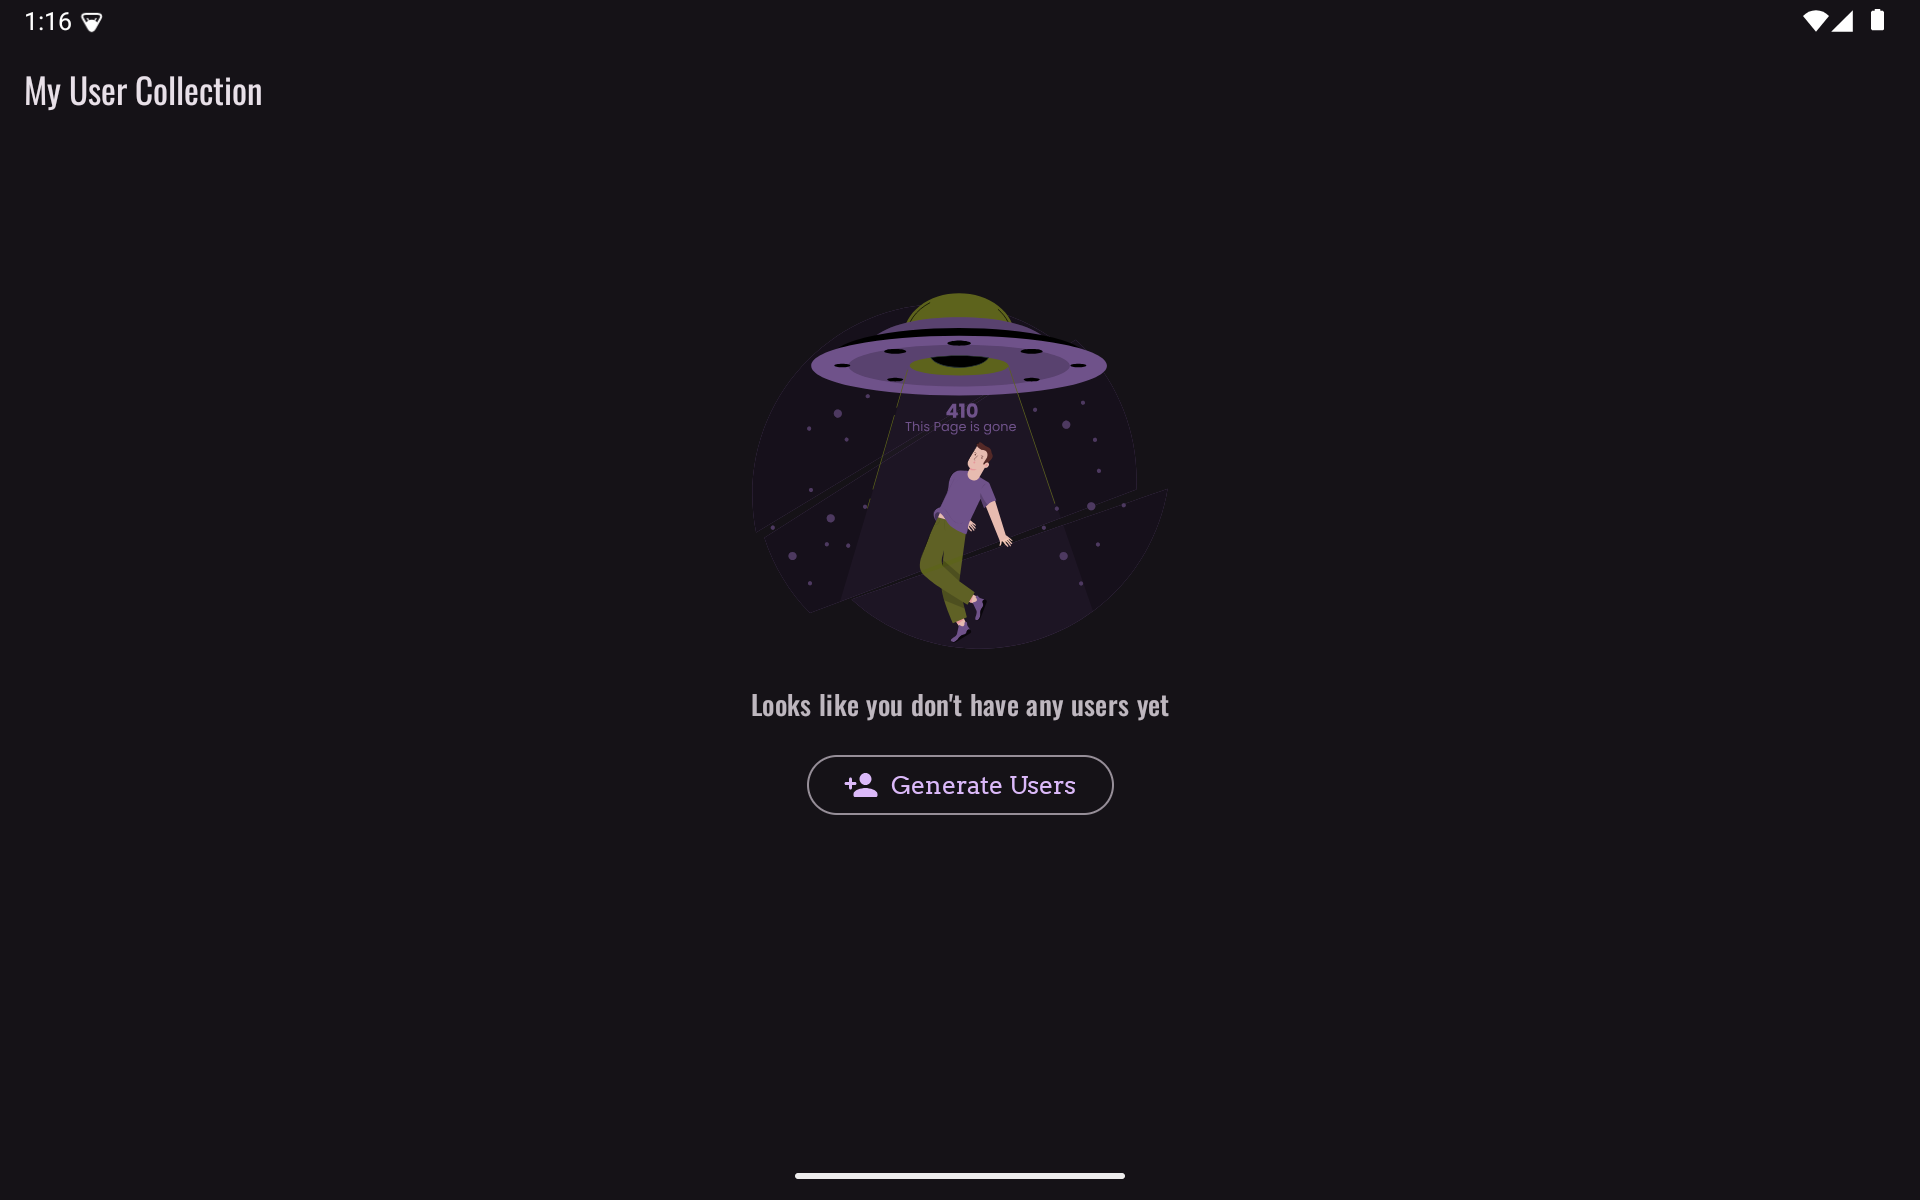 1:16
My User Collection
410
This Page is gone
Looks like you don't have any users yet
Generate Users